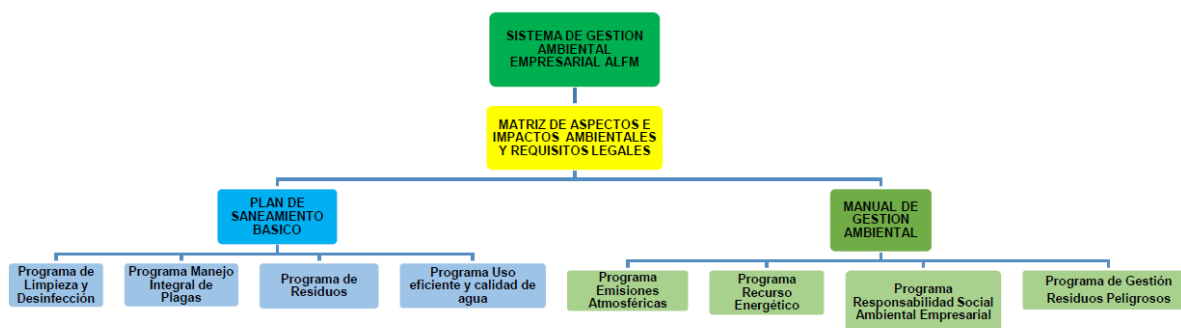 SISTEMA DE GESTION
AMBIENTAL
EMPRESARIAL ALFM
MATRIZ DE ASPECTOS E
IMPACTOS AMBIENTALES
Y REQUISITOS LEGALES
PLAN DE
SANEAMIENTO
BASICO
MANUAL DE
GESTION
AMBIENTAL
Programa de
Limpieza y
Desinfección
Programa Manejo
Integral de
Plagas
Programa de
Residuos
Programa Uso
eficiente y calidad de
agua
Programa
Emisiones
Atmosféricas
Programa
Recurso
Energético
Programa
Responsabilidad Social
Ambiental Empresarial
Programa de Gestión
Residuos Peligrosos